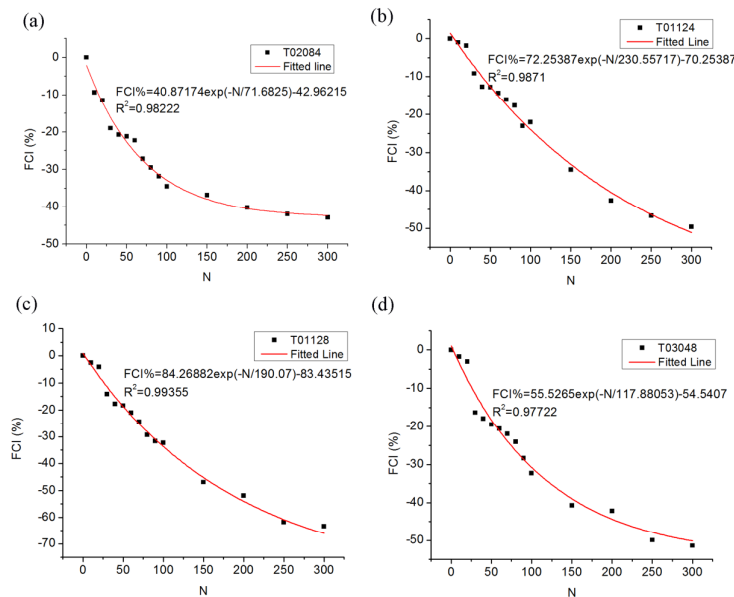 (a)
T02084
Fitted line
FCI%=40.87174exp(-N/71.6825)-42.96215
R²=0.98222
FCI (%)
0
-10
-20
-30
-40
-50
0 50 100 150 200 250 300
N
(b)
T01124
Fitted Line
FCI%=72.25387exp(-N/230.55717)-70.25387
R²=0.9871
FCI (%)
0
-10
-20
-30
-40
-50
0 50 100 150 200 250 300
N
(c)
T01128
Fitted Line
FCI%=84.26882exp(-N/190.07)-83.43515
R²=0.99355
FCI (%)
10
0
-10
-20
-30
-40
-50
-60
-70
0 50 100 150 200 250 300
N
(d)
T03048
Fitted Line
FCI%=55.5265exp(-N/117.88053)-54.5407
R²=0.97722
FCI (%)
0
-10
-20
-30
-40
-50
0 50 100 150 200 250 300
N